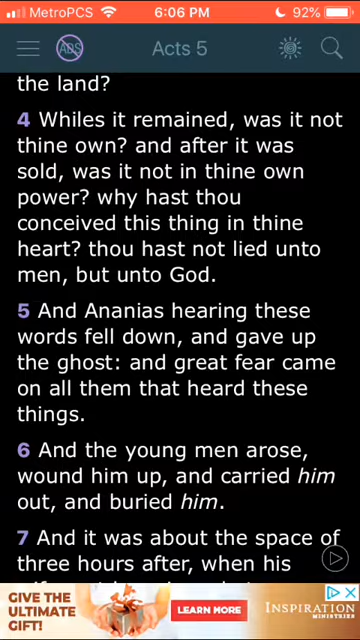 MetroPCS 6:06 PM 92%
ADS Acts 5
the land?
4 Whiles it remained, was it not
thine own? and after it was
sold, was it not in thine own
power? why hast thou
conceived this thing in thine
heart? thou hast not lied unto
men, but unto God.
5 And Ananias hearing these
words fell down, and gave up
the ghost: and great fear came
on all them that heard these
things.
6 And the young men arose,
wound him up, and carried him
out, and buried him.
7 And it was about the space of
three hours after, when his
GIVE THE
ULTIMATE
GIFT!
LEARN MORE
INSPIRATION
MINISTRIES